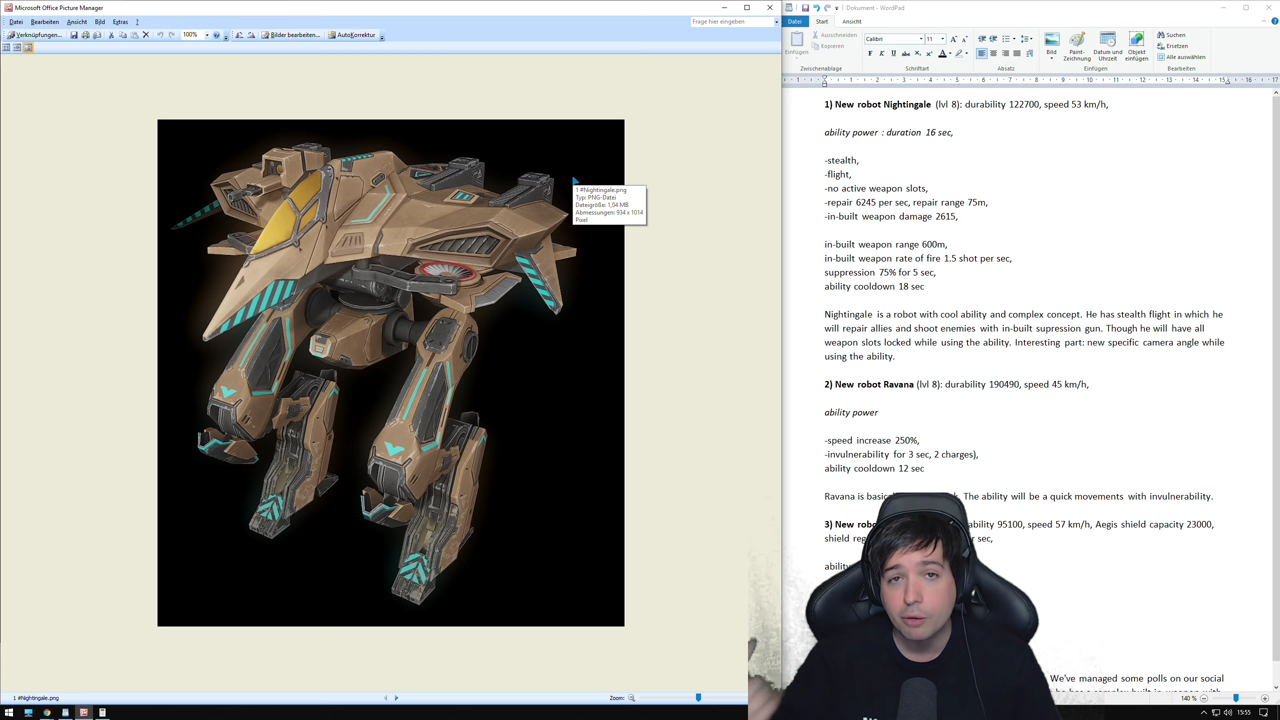 Microsoft Office Picture Manager
Datei Bearbeiten Ansicht Bild Extras
Frage hier eingeben
Verknüpfungen... 100% Bilder bearbeiten... AutoKorrektur
1 #Nightingale.png
Typ: PNG-Datei
Dateigröße: 1,04 MB
Abmessungen: 934 x 1014
Pixel
1 #Nightingale.png
Zoom:
Dokument - WordPad
Datei Start Ansicht
Einfügen
Ausschneiden
Kopieren
Zwischenablage
Calibri 11
Schriftart
Absatz
Bild
Paint-
Zeichnung
Datum und
Uhrzeit
Objekt
einfügen
Einfügen
Suchen
Ersetzen
Alle auswählen
Bearbeiten
1) New robot Nightingale (lvl 8): durability 122700, speed 53 km/h,
ability power : duration 16 sec,
-stealth,
-flight,
-no active weapon slots,
-repair 6245 per sec, repair range 75m,
-in-built weapon damage 2615,
in-built weapon range 600m,
in-built weapon rate of fire 1.5 shot per sec,
suppression 75% for 5 sec,
ability cooldown 18 sec
Nightingale is a robot with cool ability and complex concept. He has stealth flight in which he
will repair allies and shoot enemies with in-built supression gun. Though he will have all
weapon slots locked while using the ability. Interesting part: new specific camera angle while
using the ability.
2) New robot Ravana (lvl 8): durability 190490, speed 45 km/h,
ability power
-speed increase 250%,
-invulnerability for 3 sec, 2 charges),
ability cooldown 12 sec
Ravana is The ability will be a quick movements with invulnerability.
3) New 95100, speed 57 km/h, Aegis shield capacity 23000,
shield sec,
We've managed some polls on our social
140 %
15:55